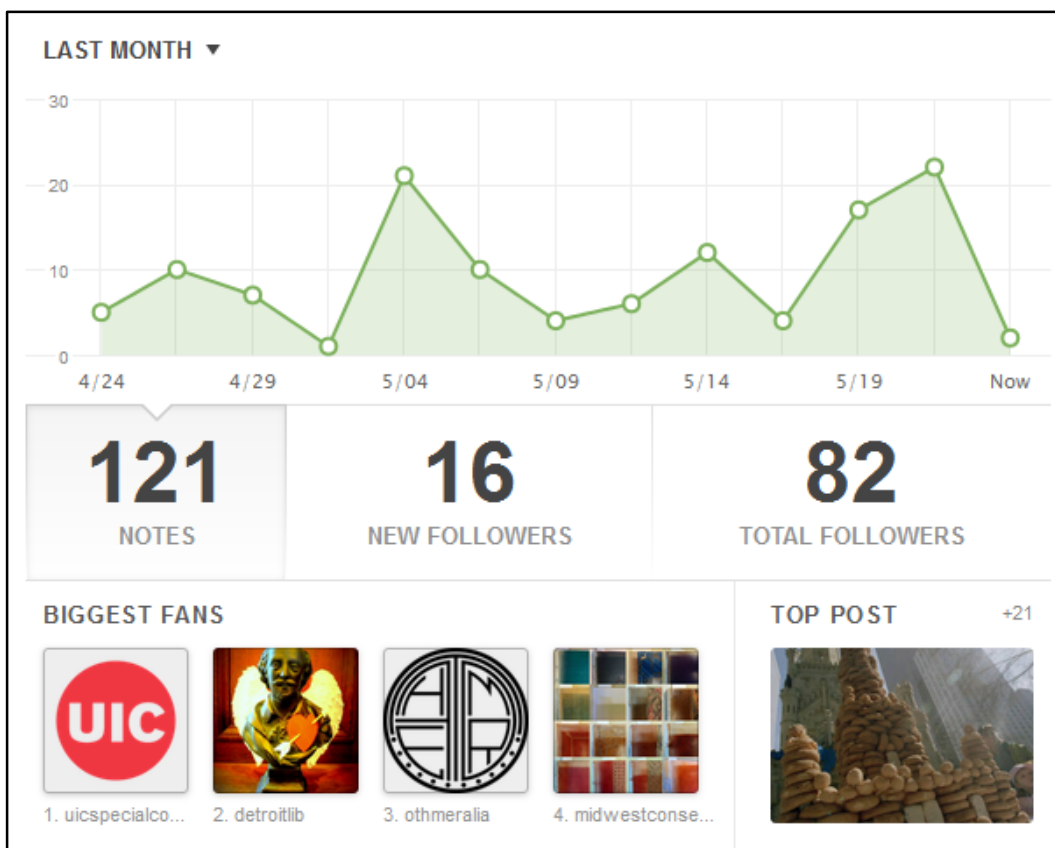 LAST MONTH
30
20
10
0
4/24 4/29 5/04 5/09 5/14 5/19 Now
121 16 82
NOTES NEW FOLLOWERS TOTAL FOLLOWERS
BIGGEST FANS
TOP POST +21
UIC
1. uicspecialco... 2. detroitlib 3. othmeralia 4. midwestconse...